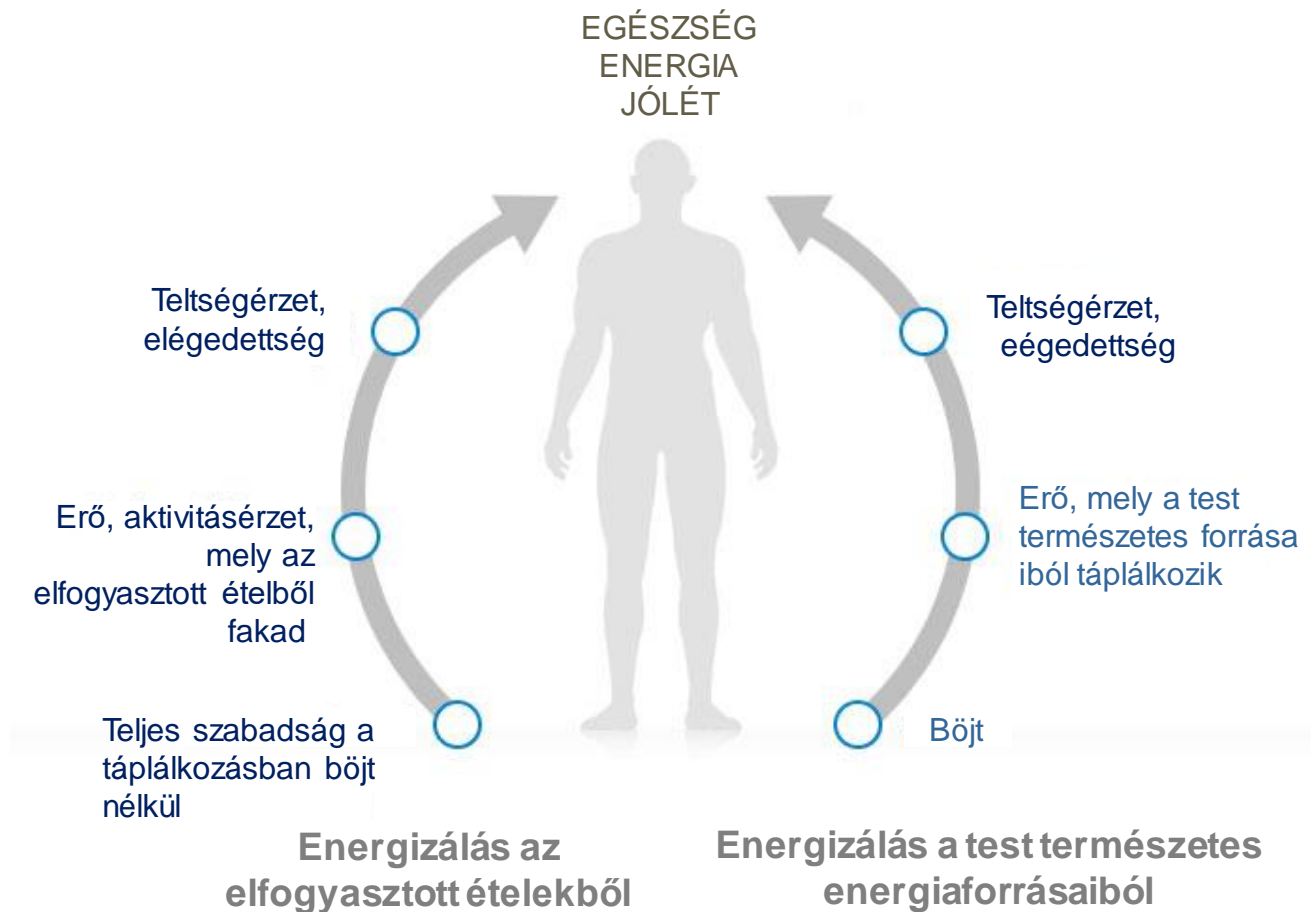 EGÉSZSÉG
ENERGIA
JÓLÉT
Teltségérzet,
elégedettség
Erő, aktivitásérzet,
mely az
elfogyasztott ételből
fakad
Teljes szabadság a
táplálkozásban böjt
nélkül
Energizálás az
elfogyasztott ételekből
Teltségérzet,
eégedettség
Erő, mely a test
természetes forrása
iból táplálkozik
Böjt
Energizálás a test természetes
energiaforrásaiból